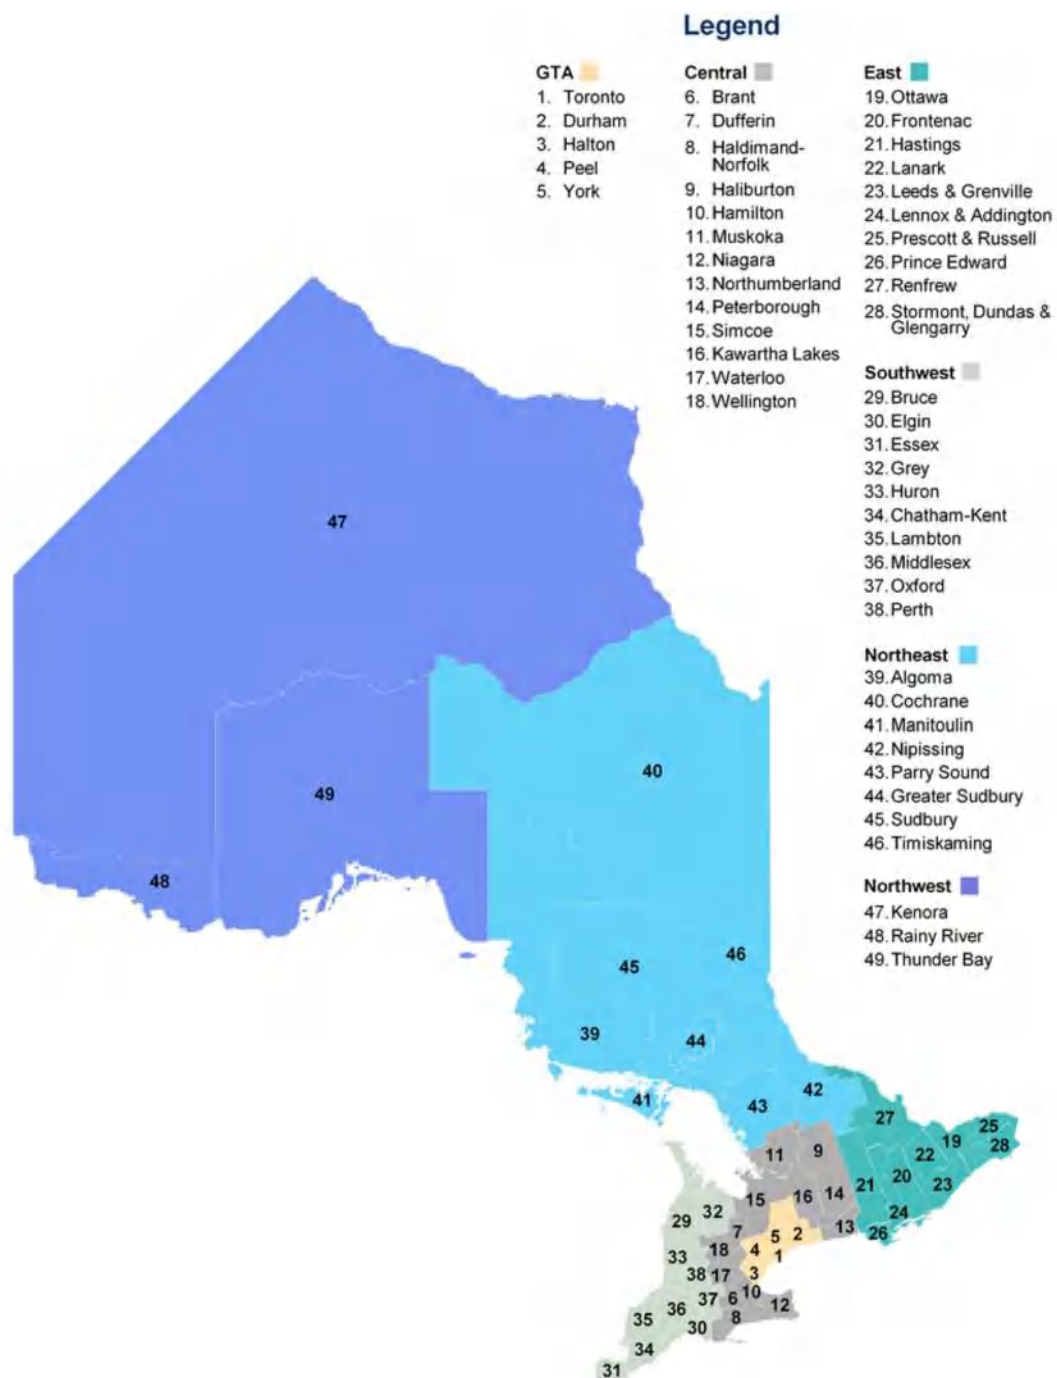 Legend
GTA
1. Toronto
2. Durham
3. Halton
4. Peel
5. York
Central
6. Brant
7. Dufferin
8. Haldimand-
Norfolk
9. Haliburton
10. Hamilton
11. Muskoka
12. Niagara
13. Northumberland
14. Peterborough
15. Simcoe
16. Kawartha Lakes
17. Waterloo
18. Wellington
East
19. Ottawa
20. Frontenac
21. Hastings
22. Lanark
23. Leeds & Grenville
24. Lennox & Addington
25. Prescott & Russell
26. Prince Edward
27. Renfrew
28. Stormont, Dundas &
Glengarry
Southwest
29. Bruce
30. Elgin
31. Essex
32. Grey
33. Huron
34. Chatham-Kent
35. Lambton
36. Middlesex
37. Oxford
38. Perth
Northeast
39. Algoma
40. Cochrane
41. Manitoulin
42. Nipissing
43. Parry Sound
44. Greater Sudbury
45. Sudbury
46. Timiskaming
Northwest
47. Kenora
48. Rainy River
49. Thunder Bay
47
40
49
48
46
45
39
44
42
41
43
27
25
19
28
11
9
22
20
21
23
16
14
15
32
29
24
13
26
7
5
2
18
4
1
33
38
17
3
10
37
6
12
36
8
35
30
34
31